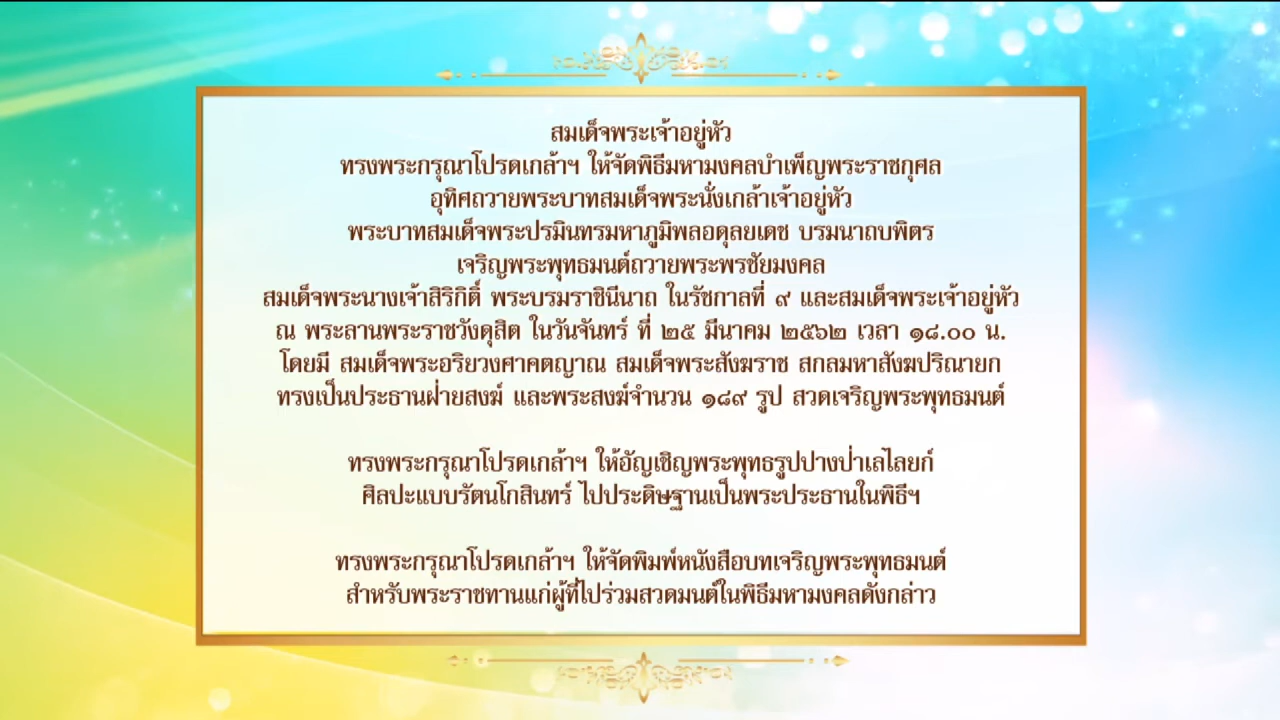 สมเด็จพระเจ้าอยู่หัว
ทรงพระกรุณาโปรดเกล้าฯ ให้จัดพิธีมหามงคลบำเพ็ญพระราชกุศล
อุทิศถวายพระบาทสมเด็จพระนั่งเกล้าเจ้าอยู่หัว
พระบาทสมเด็จพระปรมินทรมหาภูมิพลอดุลยเดช บรมนาถบพิตร
เจริญพระพุทธมนต์ถวายพระพรชัยมงคล
สมเด็จพระนางเจ้าสิริกิติ์ พระบรมราชินีนาถ ในรัชกาลที่ ๙ และสมเด็จพระเจ้าอยู่หัว
ณ พระลานพระราชวังดุสิต ในวันจันทร์ ที่ ๒๕ มีนาคม ๒๕๖๒ เวลา ๑๘.๐๐ น.
โดยมี สมเด็จพระอริยวงศาคตญาณ สมเด็จพระสังฆราช สกลมหาสังฆปริณายก
ทรงเป็นประธานฝ่ายสงฆ์ และพระสงฆ์จำนวน ๑๘๙ รูป สวดเจริญพระพุทธมนต์
ทรงพระกรุณาโปรดเกล้าฯ ให้อัญเชิญพระพุทธรูปปางป่าเลไลยก์
ศิลปะแบบรัตนโกสินทร์ ไปประดิษฐานเป็นพระประธานในพิธีฯ
ทรงพระกรุณาโปรดเกล้าฯ ให้จัดพิมพ์หนังสือบทเจริญพระพุทธมนต์
สำหรับพระราชทานแก่ผู้ที่ไปร่วมสวดมนต์ในพิธีมหามงคลดังกล่าว